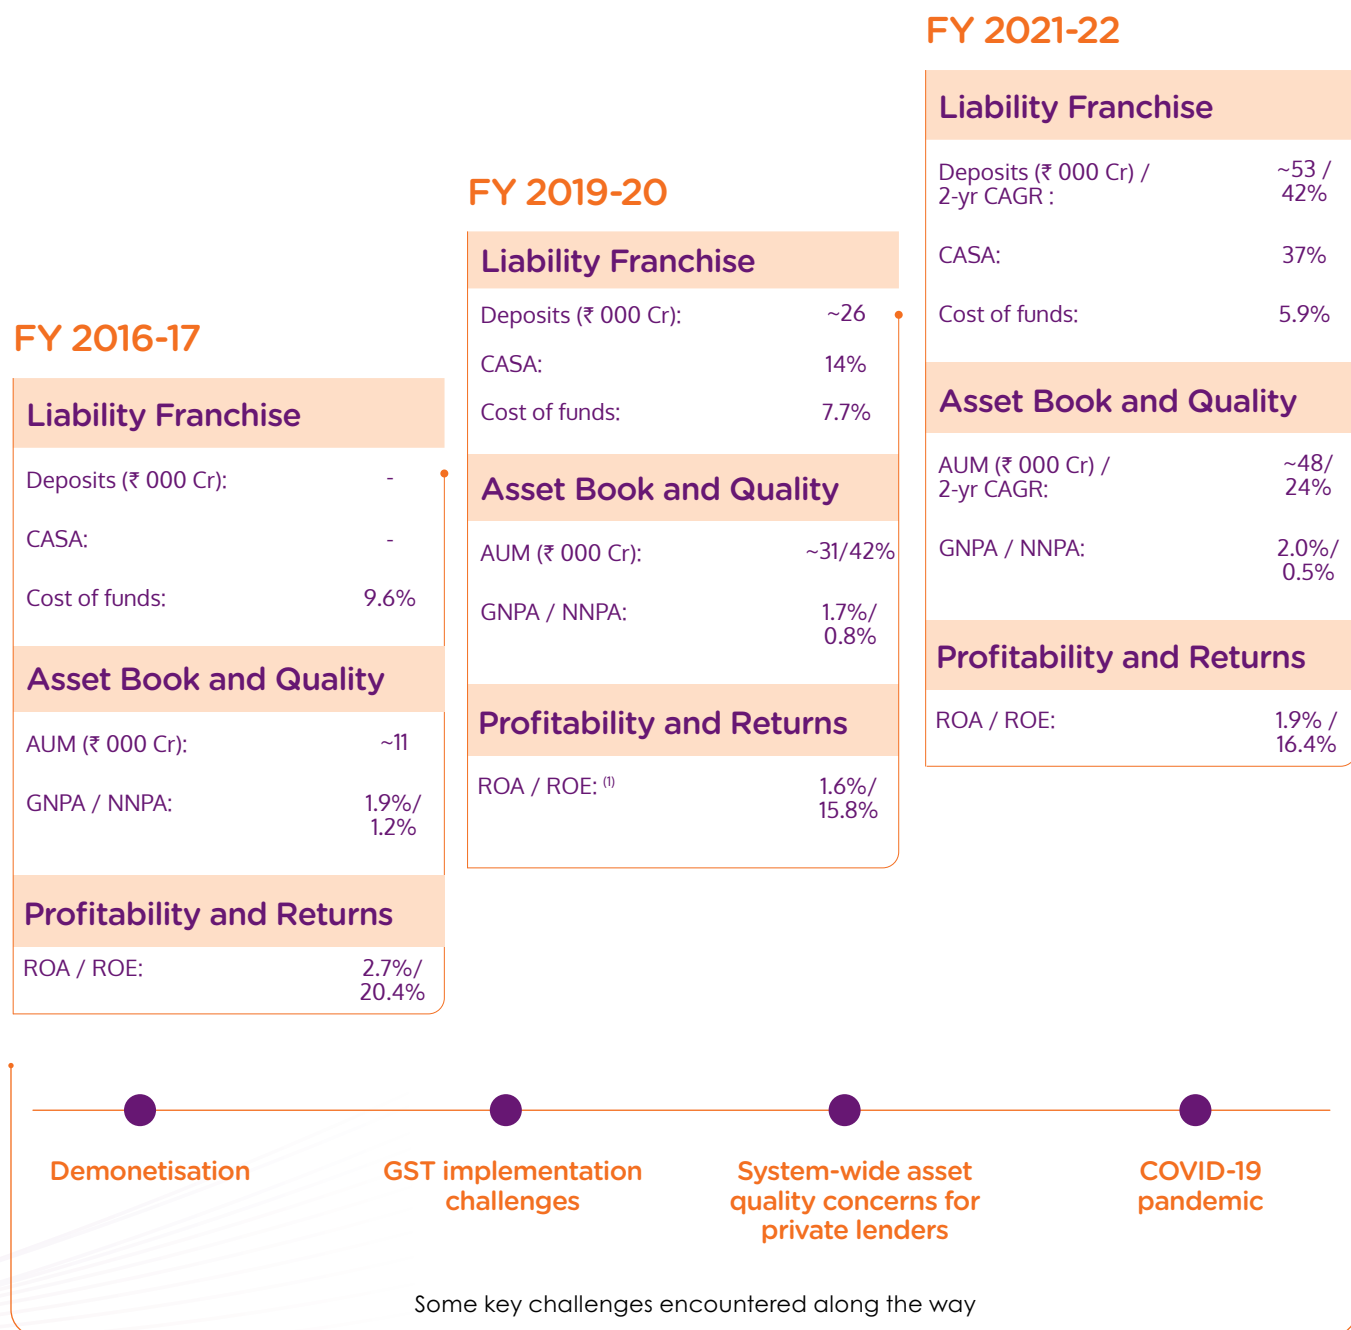 FY 2016-17
Liability Franchise
Deposits (₹ 000 Cr): -
CASA: -
Cost of funds: 9.6%
Asset Book and Quality
AUM (₹ 000 Cr): ~11
GNPA / NNPA: 1.9%/
1.2%
Profitability and Returns
ROA / ROE: 2.7%/
20.4%
FY 2019-20
Liability Franchise
Deposits (₹ 000 Cr): ~26
CASA: 14%
Cost of funds: 7.7%
Asset Book and Quality
AUM (₹ 000 Cr): ~31/42%
GNPA / NNPA: 1.7%/
0.8%
Profitability and Returns
ROA / ROE: (1) 1.6%/
15.8%
FY 2021-22
Liability Franchise
Deposits (₹ 000 Cr) / ~53 /
2-yr CAGR : 42%
CASA: 37%
Cost of funds: 5.9%
Asset Book and Quality
AUM (₹ 000 Cr) / ~48/
2-yr CAGR: 24%
GNPA / NNPA: 2.0%/
0.5%
Profitability and Returns
ROA / ROE: 1.9% /
16.4%
Demonetisation
GST implementation
challenges
System-wide asset
quality concerns for
private lenders
COVID-19
pandemic
Some key challenges encountered along the way